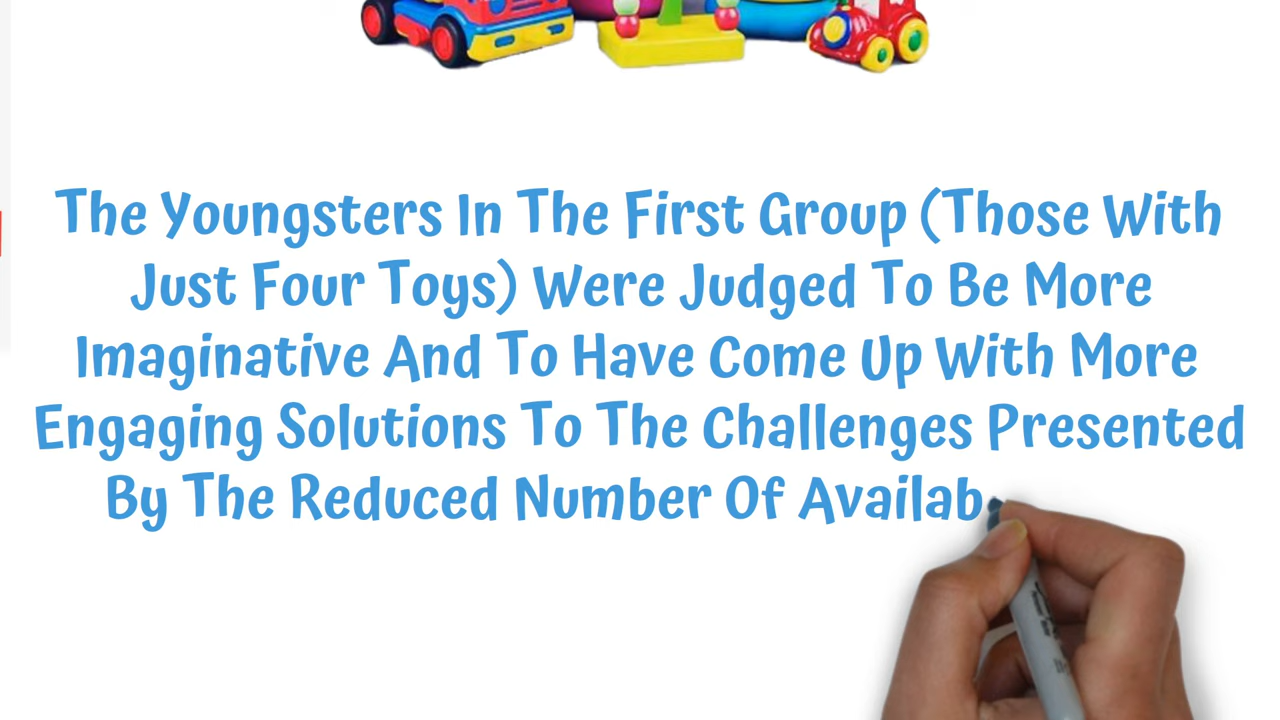 The Youngsters In The First Group (Those With
Just Four Toys) Were Judged To Be More
Imaginative And To Have Come Up With More
Engaging Solutions To The Challenges Presented
By The Reduced Number Of Availab